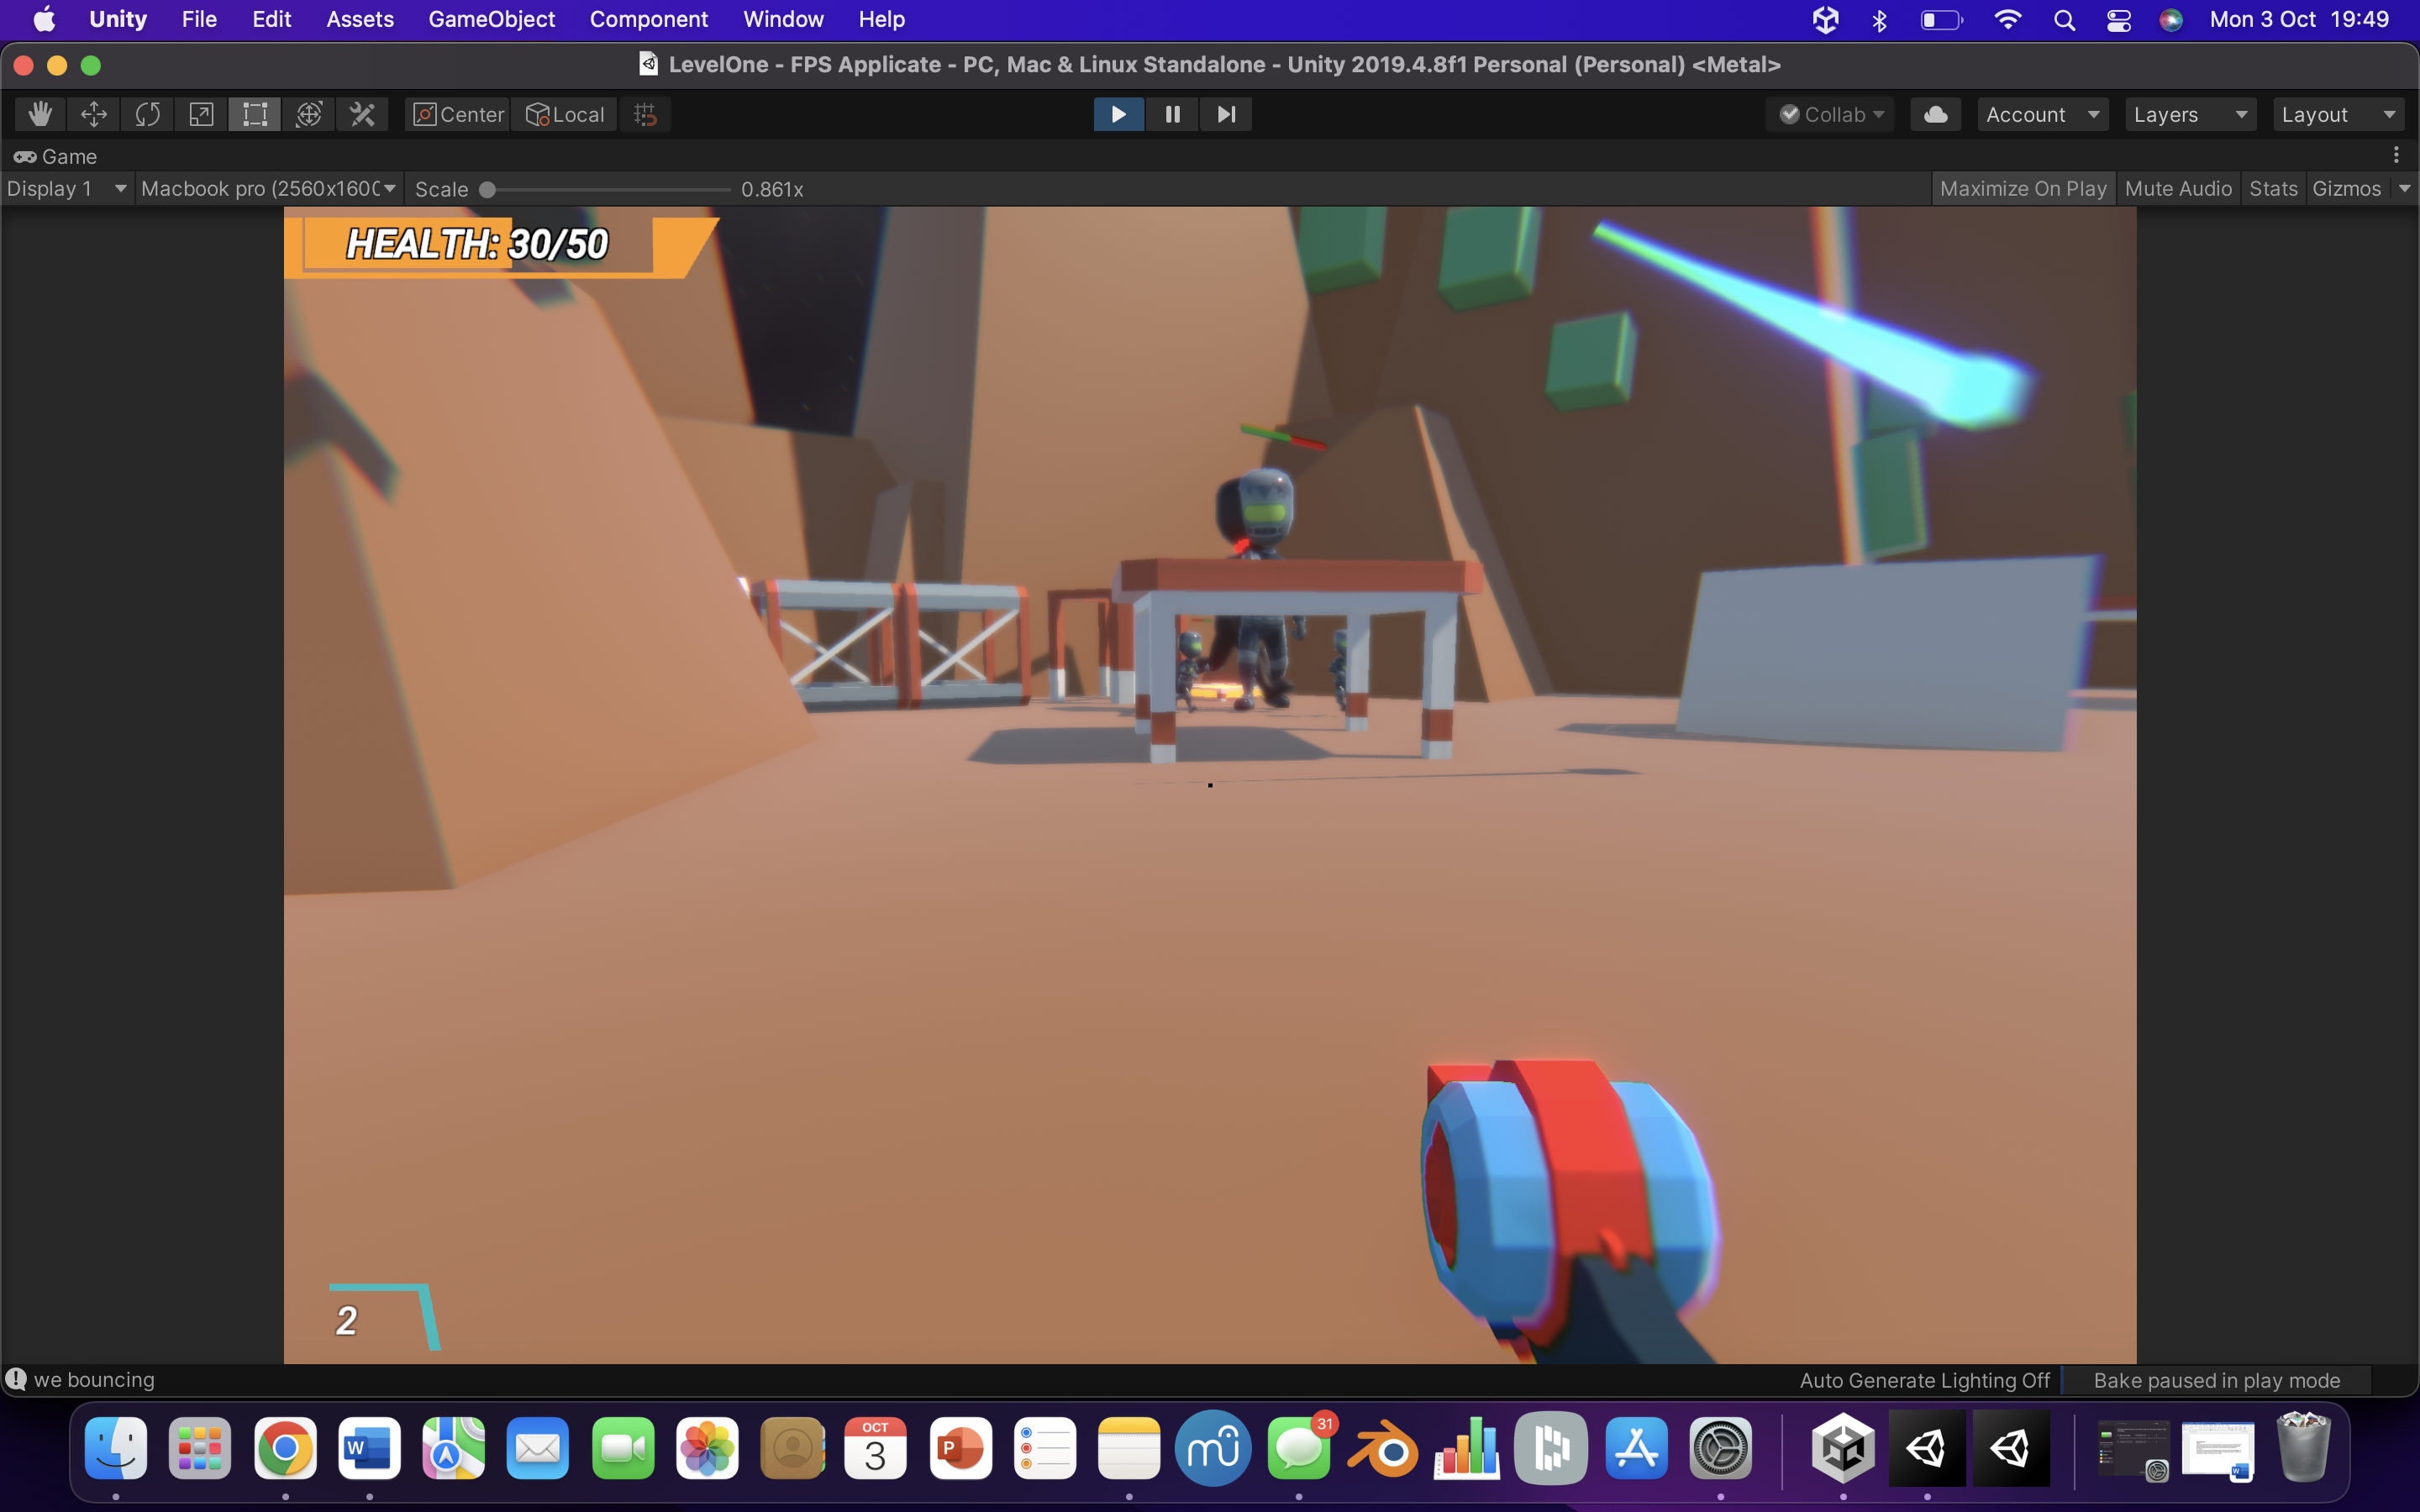 Unity File Edit Assets GameObject Component Window Help Mon 3 Oct 19:49
LevelOne - FPS Applicate - PC, Mac & Linux Standalone - Unity 2019.4.8f1 Personal (Personal) <Metal>
Center Local Collab Account Layers Layout
Game
Display 1 Macbook pro (2560x160 Scale 0.861x Maximize On Play Mute Audio Stats Gizmos
HEALTH: 30/50
2
we bouncing Auto Generate Lighting Off Bake paused in play mode
31
OCT
3
W
P